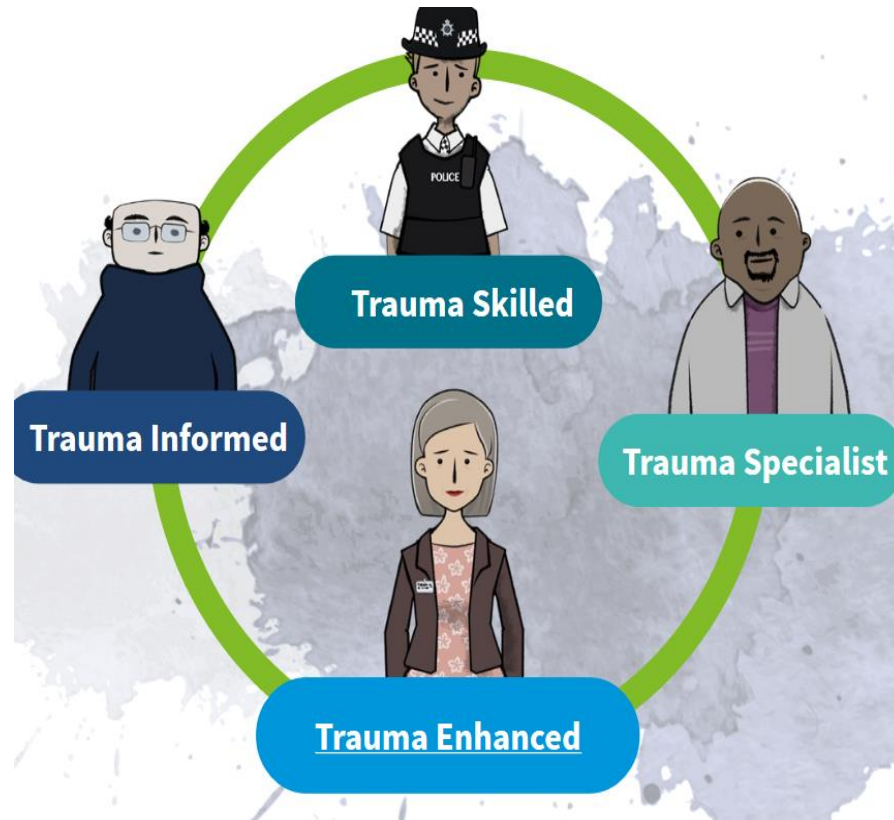 POLICE
Trauma Skilled
Trauma Informed
Trauma Specialist
Trauma Enhanced